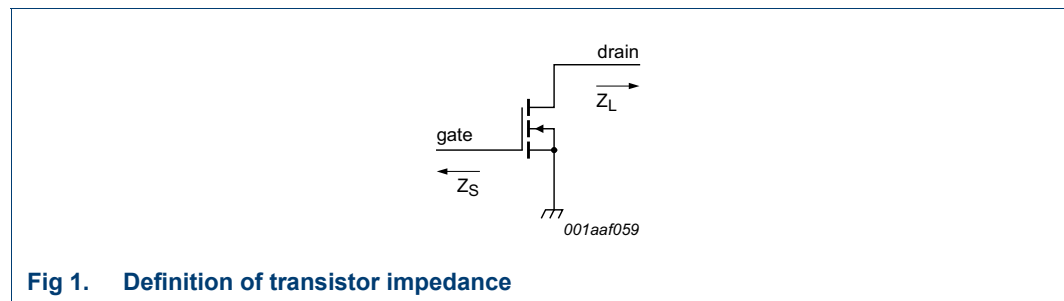 drain
Z_L
gate
Z_S
001aaf059
Fig 1. Definition of transistor impedance